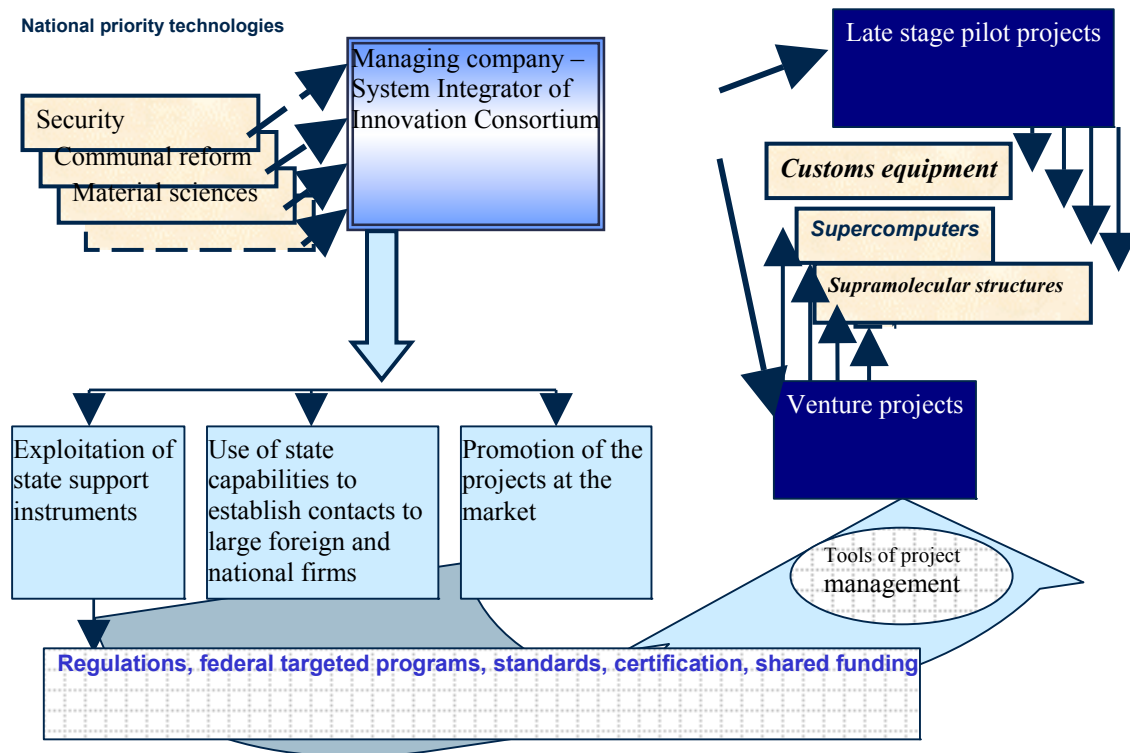 National priority technologies
Security
Communal reform
Material sciences
Managing company –
System Integrator of
Innovation Consortium
Late stage pilot projects
Customs equipment
Supercomputers
Supramolecular structures
Venture projects
Exploitation of
state support
instruments
Use of state
capabilities to
establish contacts to
large foreign and
national firms
Promotion of the
projects at the
market
Tools of project
management
Regulations, federal targeted programs, standards, certification, shared funding